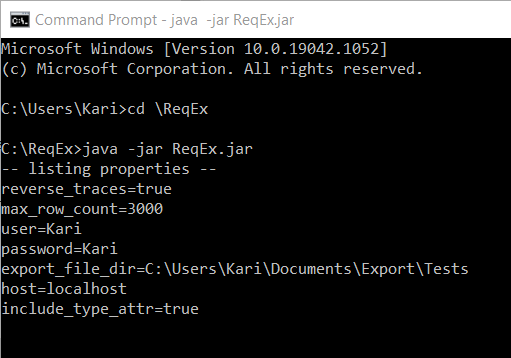 Command Prompt - java  -jar ReqEx.jar
Microsoft Windows [Version 10.0.19042.1052]
(c) Microsoft Corporation. All rights reserved.
C:\Users\Kari>cd \ReqEx
C:\ReqEx>java -jar ReqEx.jar
-- listing properties --
reverse_traces=true
max_row_count=3000
user=Kari
password=Kari
export_file_dir=C:\Users\Kari\Documents\Export\Tests
host=localhost
include_type_attr=true